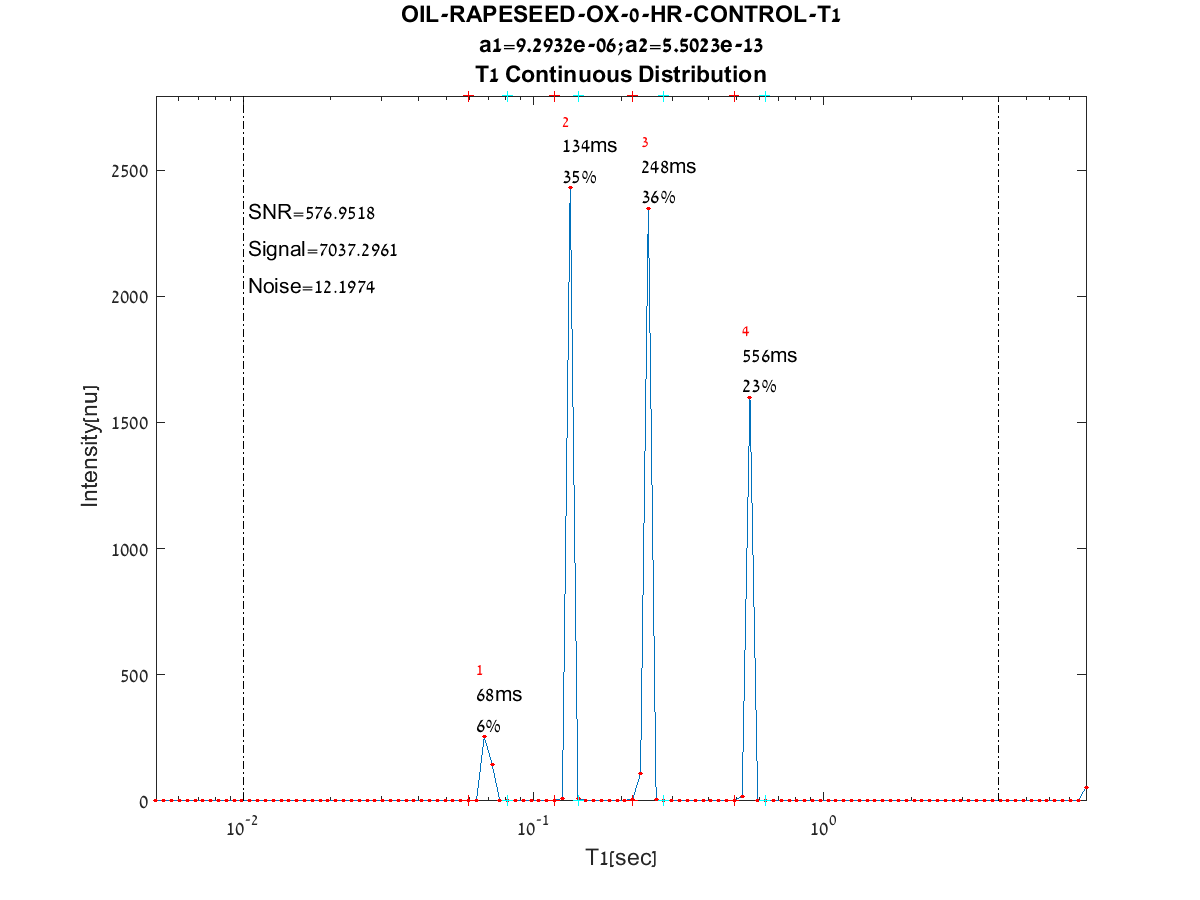 OIL-RAPESEED-OX-0-HR-CONTROL-T1
a1=9.2932e-06;a2=5.5023e-13
T1 Continuous Distribution
2
134ms
35%
3
248ms
36%
SNR=576.9518
Signal=7037.2961
Noise=12.1974
4
556ms
23%
1
68ms
6%
2500
2000
1500
1000
500
0
Intensity[nu]
10^-2
10^-1
10^0
T1[sec]